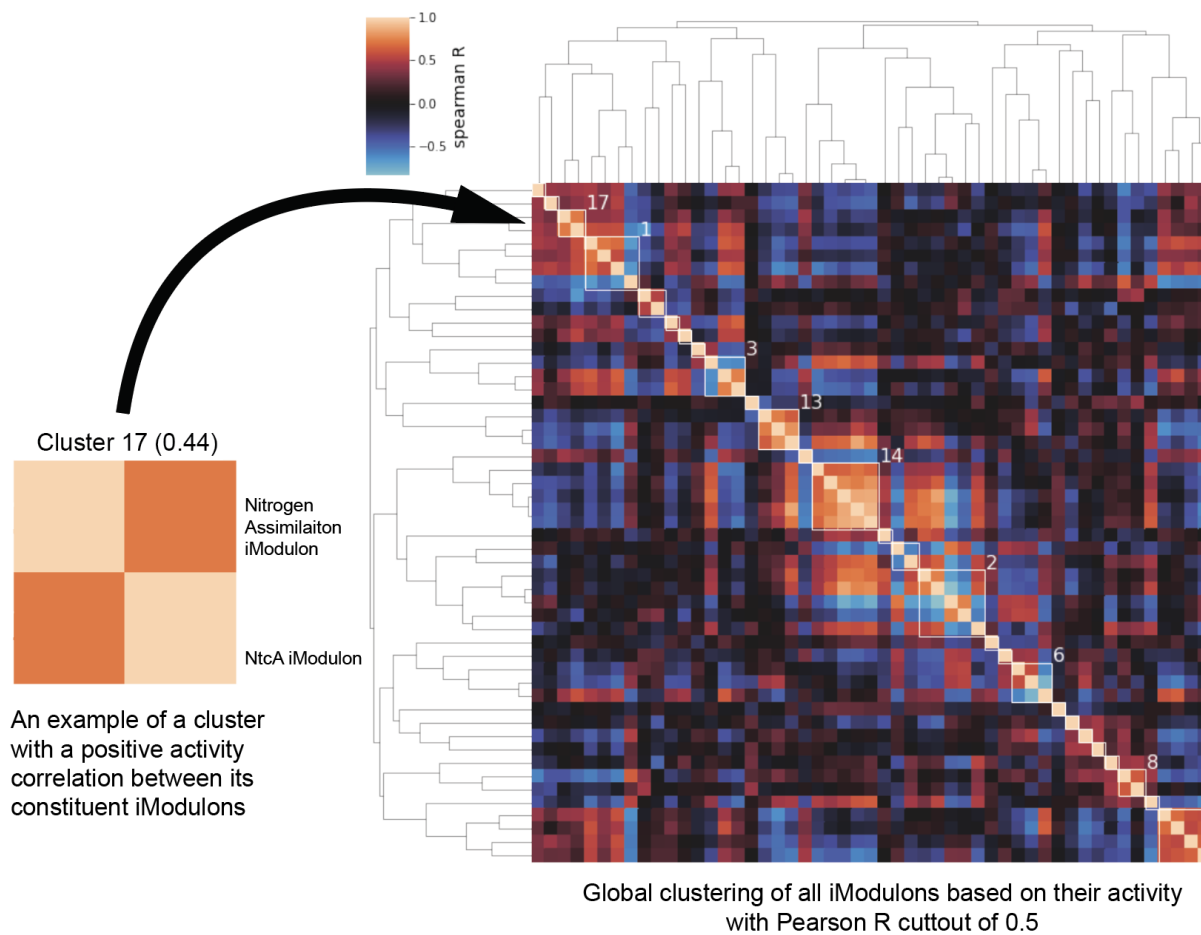 1.0
0.5
0.0
−0.5
spearman R
17
1
3
13
14
2
6
8
Cluster 17 (0.44)
Nitrogen
Assimilaiton
iModulon
NtcA iModulon
An example of a cluster
with a positive activity
correlation between its
constituent iModulons
Global clustering of all iModulons based on their activity
with Pearson R cuttout of 0.5